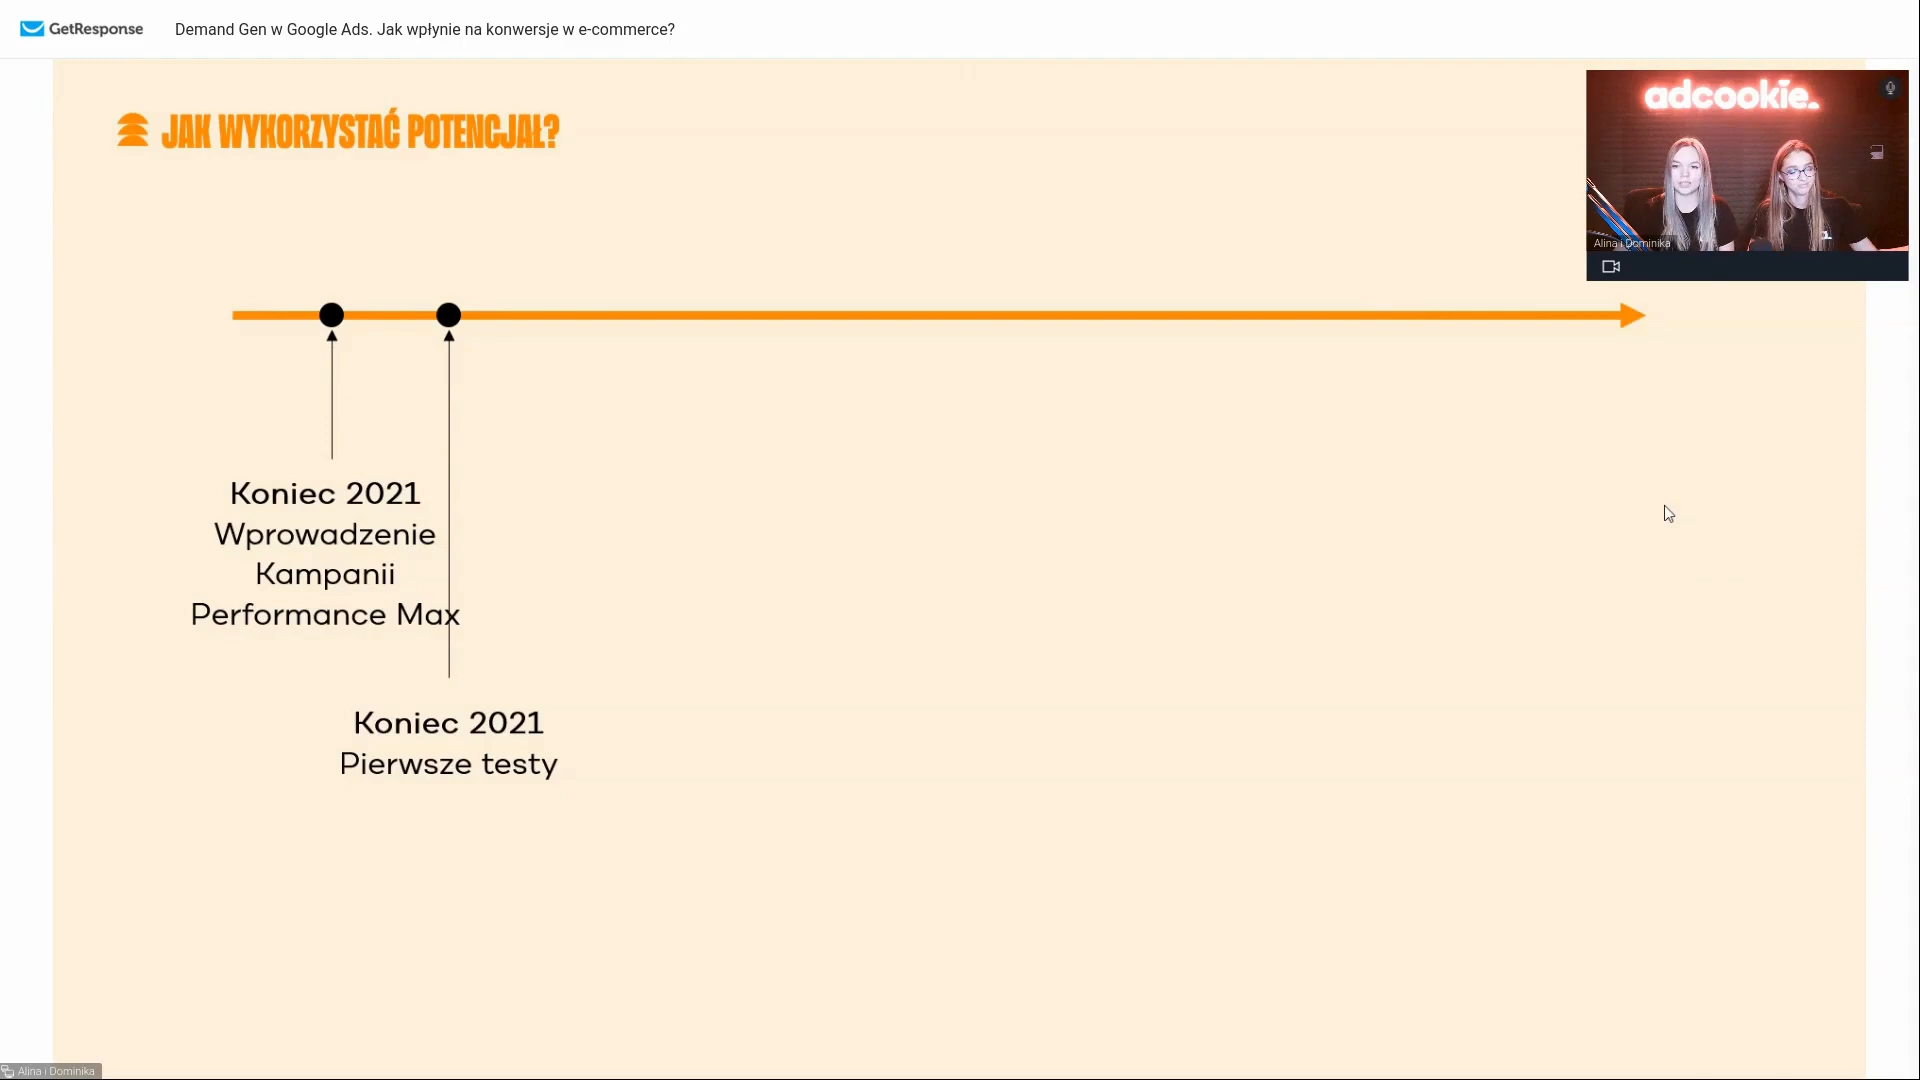 GetResponse
Demand Gen w Google Ads. Jak wpłynie na konwersje w e-commerce?
JAK WYKORZYSTAĆ POTENCJAŁ?
adcookie.
Alina i Dominika
Koniec 2021
Wprowadzenie
Kampanii
Performance Max
Koniec 2021
Pierwsze testy
Alina i Dominika